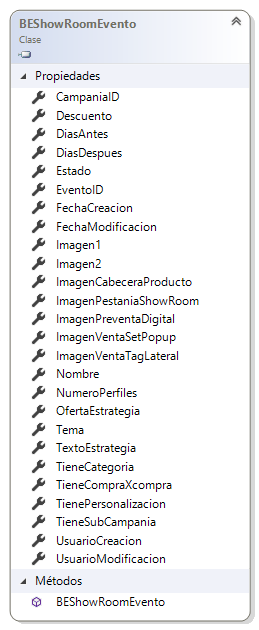 BEShowRoomEvento
Clase
Propiedades
CampaniaID
Descuento
DiasAntes
DiasDespues
Estado
EventoID
FechaCreacion
FechaModificacion
Imagen1
Imagen2
ImagenCabeceraProducto
ImagenPestaniaShowRoom
ImagenPreventaDigital
ImagenVentaSetPopup
ImagenVentaTagLateral
Nombre
NumeroPerfiles
OfertaEstrategia
Tema
TextoEstrategia
TieneCategoria
TieneCompraXcompra
TienePersonalizacion
TieneSubCampania
UsuarioCreacion
UsuarioModificacion
Métodos
BEShowRoomEvento